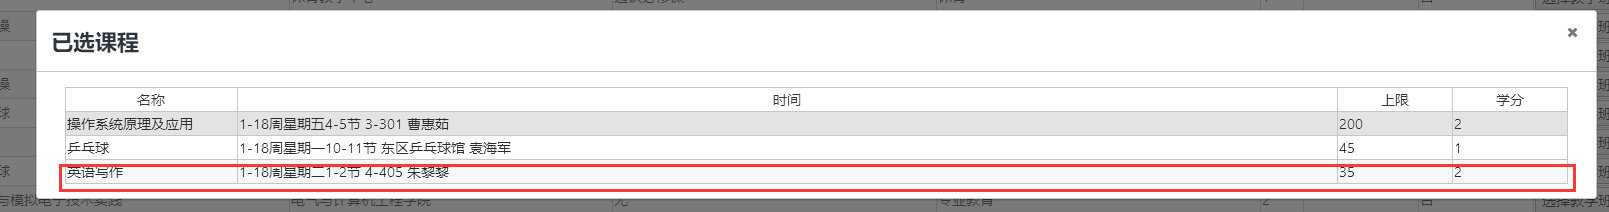 已选课程
×
名称 时间 上限 学分
操作系统原理及应用 1-18周星期五4-5节 3-301 曹惠茹 200 2
乒乓球 1-18周星期一10-11节 东区乒乓球馆 袁海军 45 1
英语写作 1-18周星期二1-2节 4-405 朱黎黎 35 2